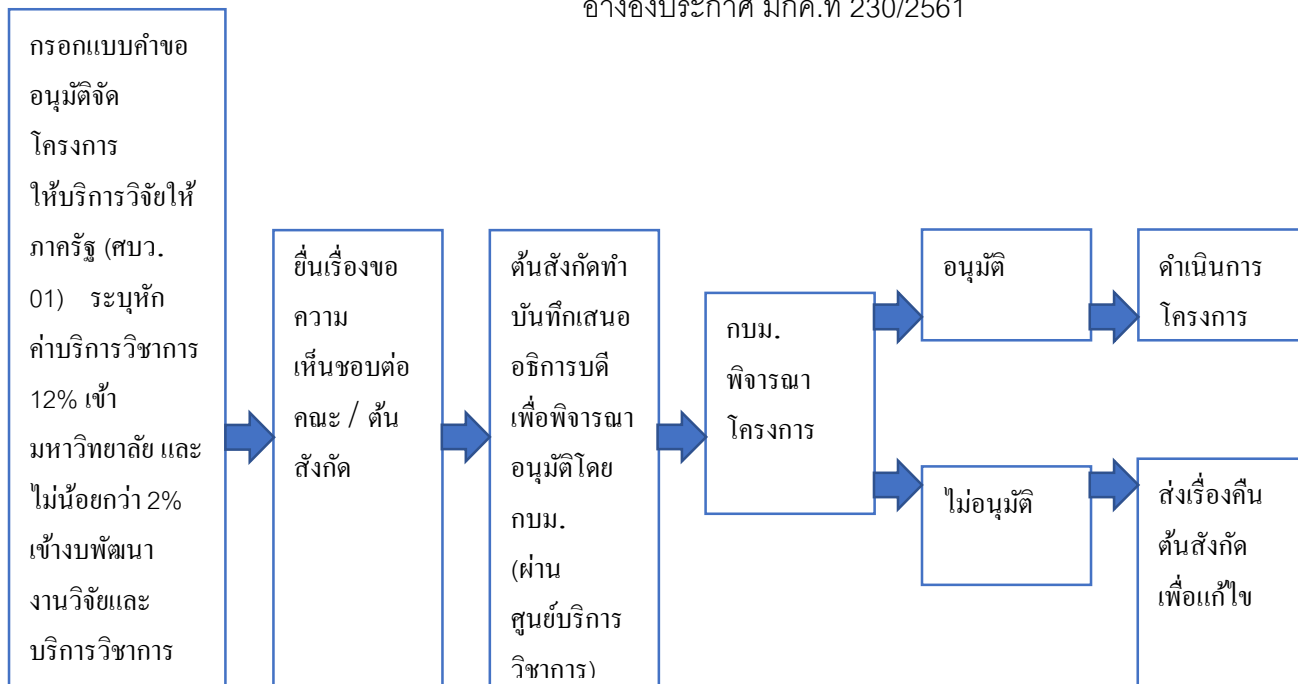 อ้างอิงประกาศ มกค.ที่ 230/2561
กรอกแบบคำขอ
อนุมัติจัด
โครงการ
ให้บริการวิจัยให้
ภาครัฐ (ศบว.
01) ระบุหัก
ค่าบริการวิชาการ
12% เข้า
มหาวิทยาลัย และ
ไม่น้อยกว่า 2%
เข้างบพัฒนา
งานวิจัยและ
บริการวิชาการ
ยื่นเรื่องขอ
ความ
เห็นชอบต่อ
คณะ / ต้น
สังกัด
ต้นสังกัดทำ
บันทึกเสนอ
อธิการบดี
เพื่อพิจารณา
อนุมัติโดย
กบม.
(ผ่าน
ศูนย์บริการ
วิชาการ)
กบม.
พิจารณา
โครงการ
อนุมัติ
ดำเนินการ
โครงการ
ไม่อนุมัติ
ส่งเรื่องคืน
ต้นสังกัด
เพื่อแก้ไข